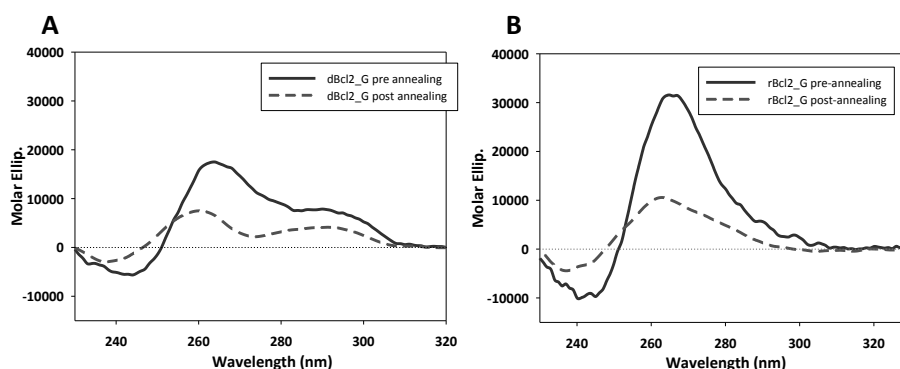 A
40000
30000
20000
10000
0
-10000
240
260
280
300
320
Wavelength (nm)
Molar Ellip.
dBcl2_G pre annealing
dBcl2_G post annealing
B
40000
30000
20000
10000
0
-10000
240
260
280
300
320
Wavelength (nm)
Molar Ellip.
rBcl2_G pre-annealing
rBcl2_G post-annealing